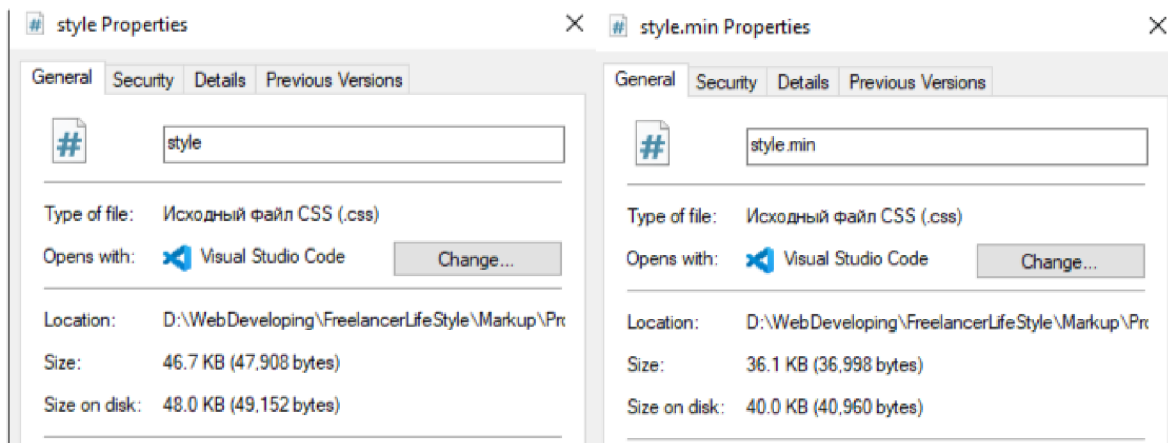 style Properties
General Security Details Previous Versions
style
Type of file: Исходный файл CSS (.css)
Opens with: Visual Studio Code Change...
Location: D:\WebDeveloping\FreelancerLifeStyle\Markup\Pro
Size: 46.7 KB (47,908 bytes)
Size on disk: 48.0 KB (49,152 bytes)
style.min Properties
General Security Details Previous Versions
style.min
Type of file: Исходный файл CSS (.css)
Opens with: Visual Studio Code Change...
Location: D:\WebDeveloping\FreelancerLifeStyle\Markup\Pro
Size: 36.1 KB (36,998 bytes)
Size on disk: 40.0 KB (40,960 bytes)